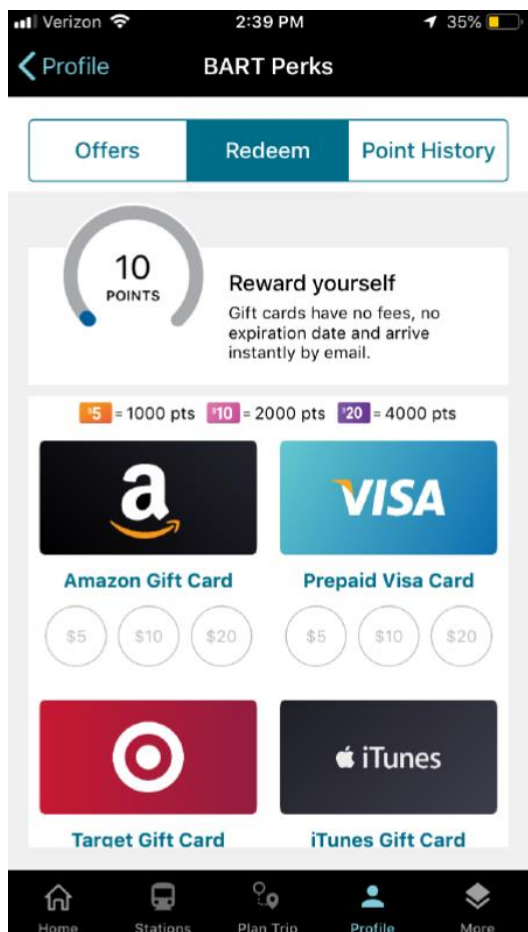 Verizon 2:39 PM 35%
Profile BART Perks
Offers Redeem Point History
10
POINTS
Reward yourself
Gift cards have no fees, no
expiration date and arrive
instantly by email.
$5 = 1000 pts $10 = 2000 pts $20 = 4000 pts
a VISA
Amazon Gift Card Prepaid Visa Card
$5 $10 $20 $5 $10 $20
iTunes
Target Gift Card iTunes Gift Card
Home Stations Plan Trip Profile More